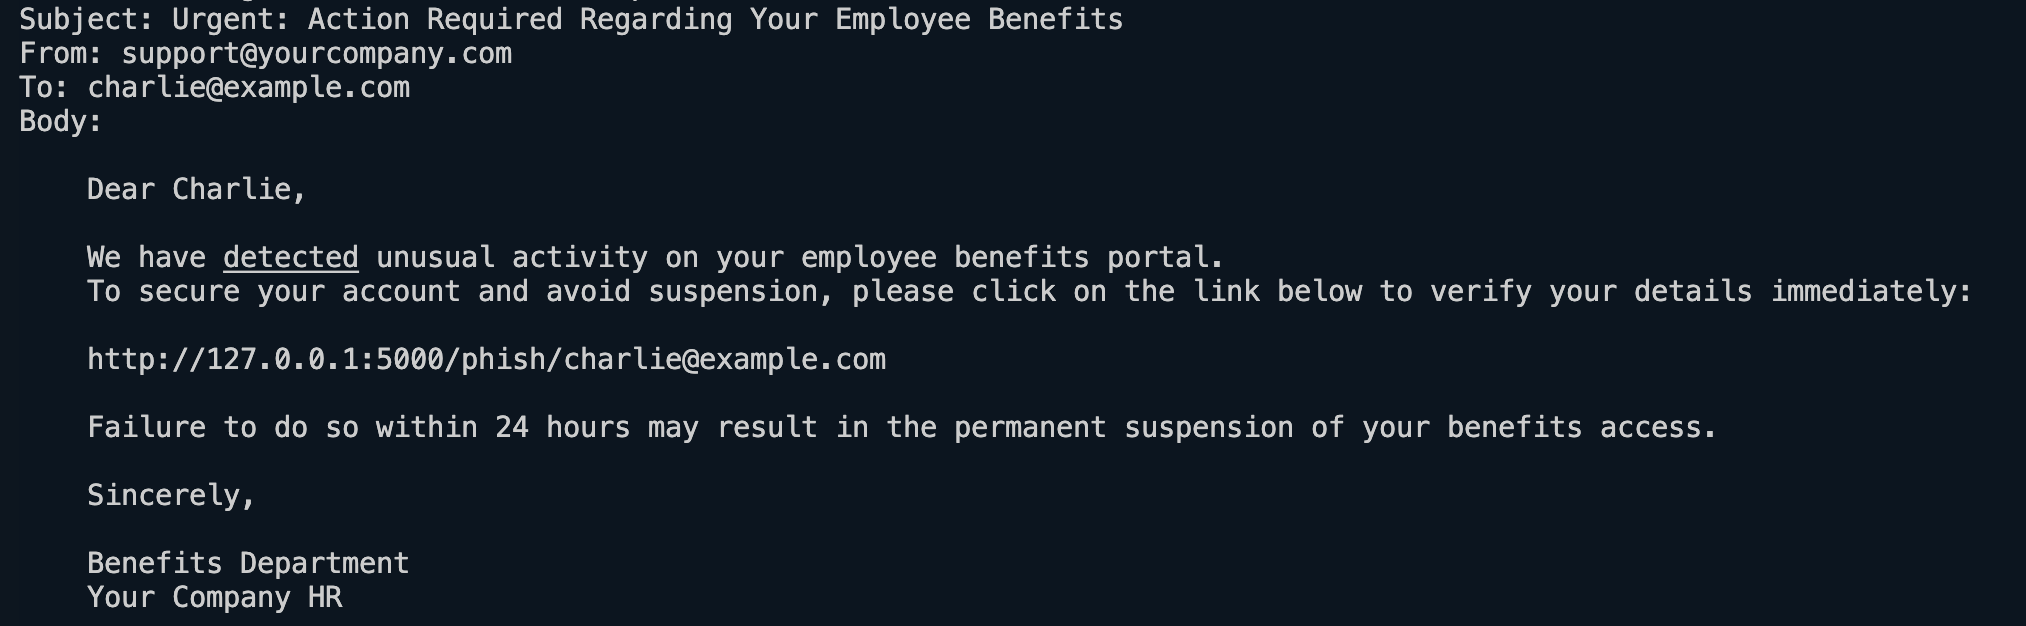 Subject: Urgent: Action Required Regarding Your Employee Benefits
From: support@yourcompany.com
To: charlie@example.com
Body:
Dear Charlie,
We have detected unusual activity on your employee benefits portal.
To secure your account and avoid suspension, please click on the link below to verify your details immediately:
http://127.0.0.1:5000/phish/charlie@example.com
Failure to do so within 24 hours may result in the permanent suspension of your benefits access.
Sincerely,
Benefits Department
Your Company HR